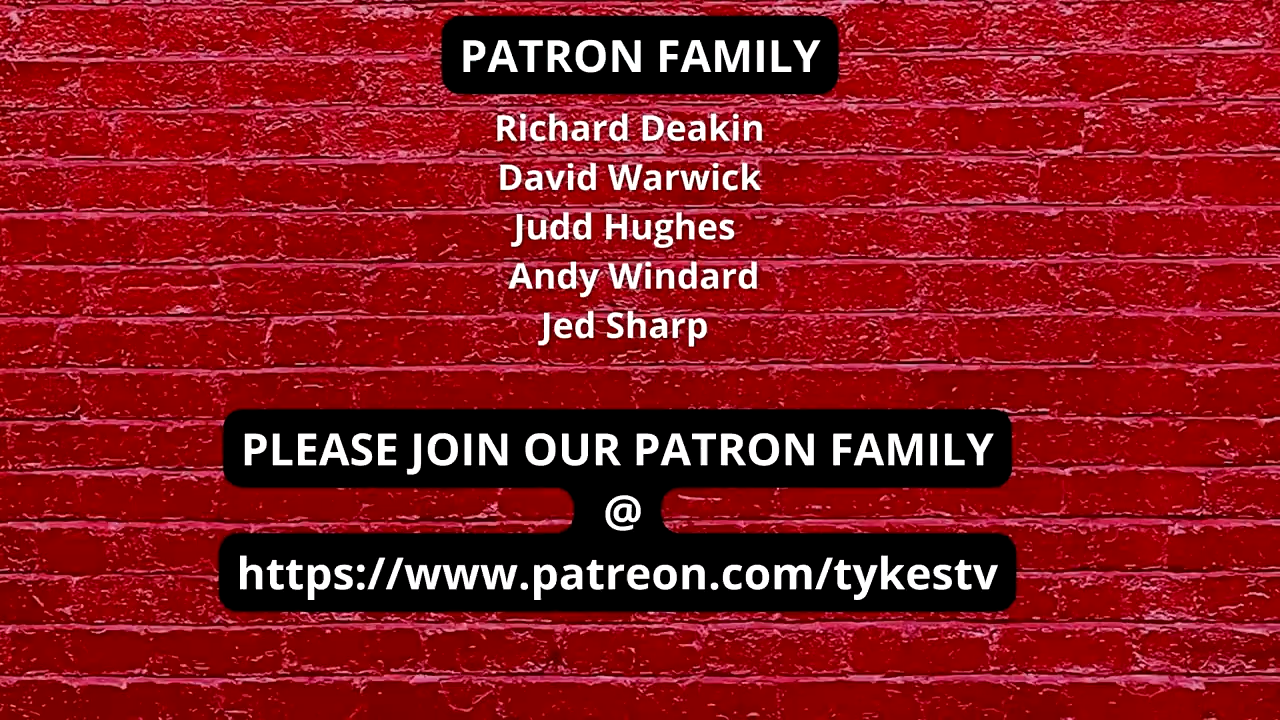 PATRON FAMILY
Richard Deakin
David Warwick
Judd Hughes
Andy Windard
Jed Sharp
PLEASE JOIN OUR PATRON FAMILY
@
https://www.patreon.com/tykestv